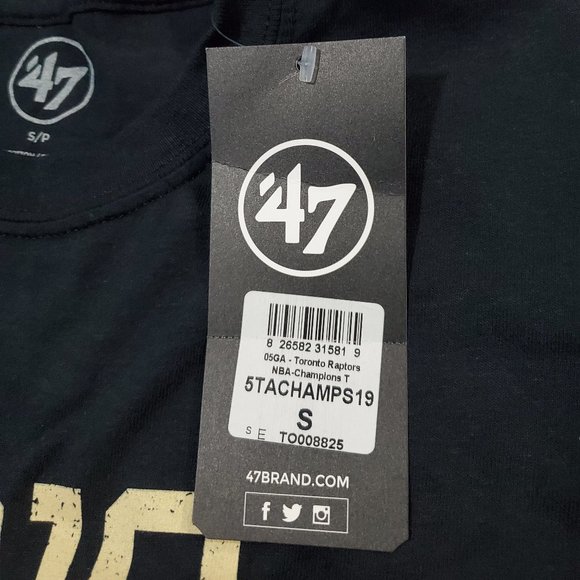 '47
S/P
'47
8 26582 31581 9
05GA - Toronto Raptors
NBA-Champions T
5TACHAMPS19
S
S E TO008825
47BRAND.COM